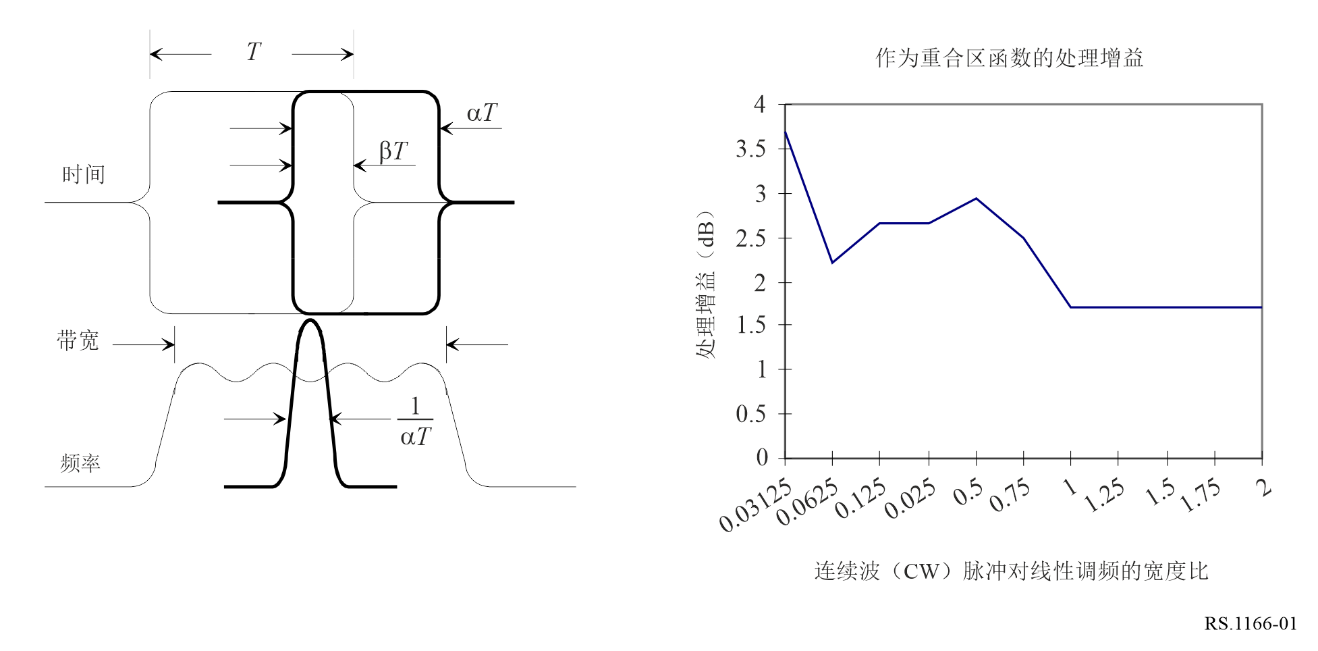 T
αT
βT
时间
带宽
1
αT
频率
作为重合区函数的处理增益
处理增益（dB）
4
3.5
3
2.5
2
1.5
1
0.5
0
0.03125
0.0625
0.125
0.025
0.5
0.75
1
1.25
1.5
1.75
2
连续波（CW）脉冲对线性调频的宽度比
RS.1166-01